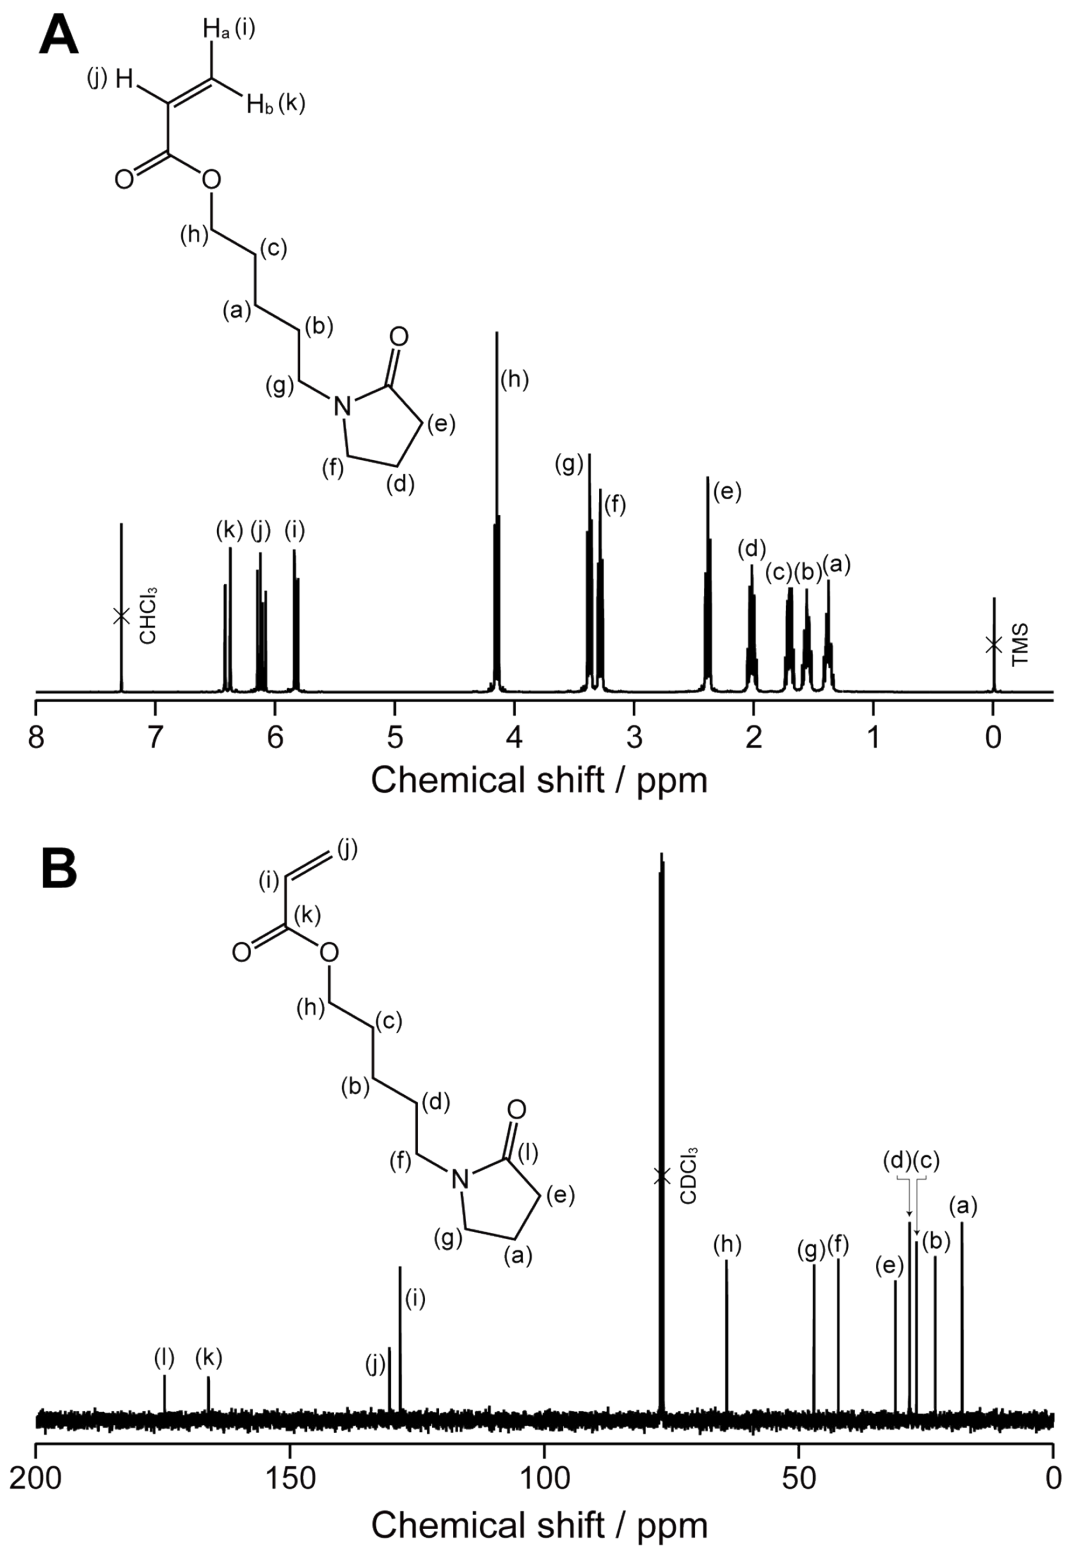 A
Hₐ (i)
(j) H
H_b (k)
O
O
(h)
(c)
(a)
(b)
O
(g)
N
(e)
(f)
(d)
(h)
(g)
(f)
(e)
(k) (j) (i)
(d)
(c)(b)(a)
CHCl₃
TMS
8 7 6 5 4 3 2 1 0
Chemical shift / ppm
B
(j)
(i)
(k)
O
O
(h)
(c)
(b)
(d)
O
(f)
N
(l)
(e)
(g)
(a)
CDCl₃
(d)(c)
(a)
(h)
(g)(f)
(b)
(e)
(i)
(l) (k)
(j)
200 150 100 50 0
Chemical shift / ppm